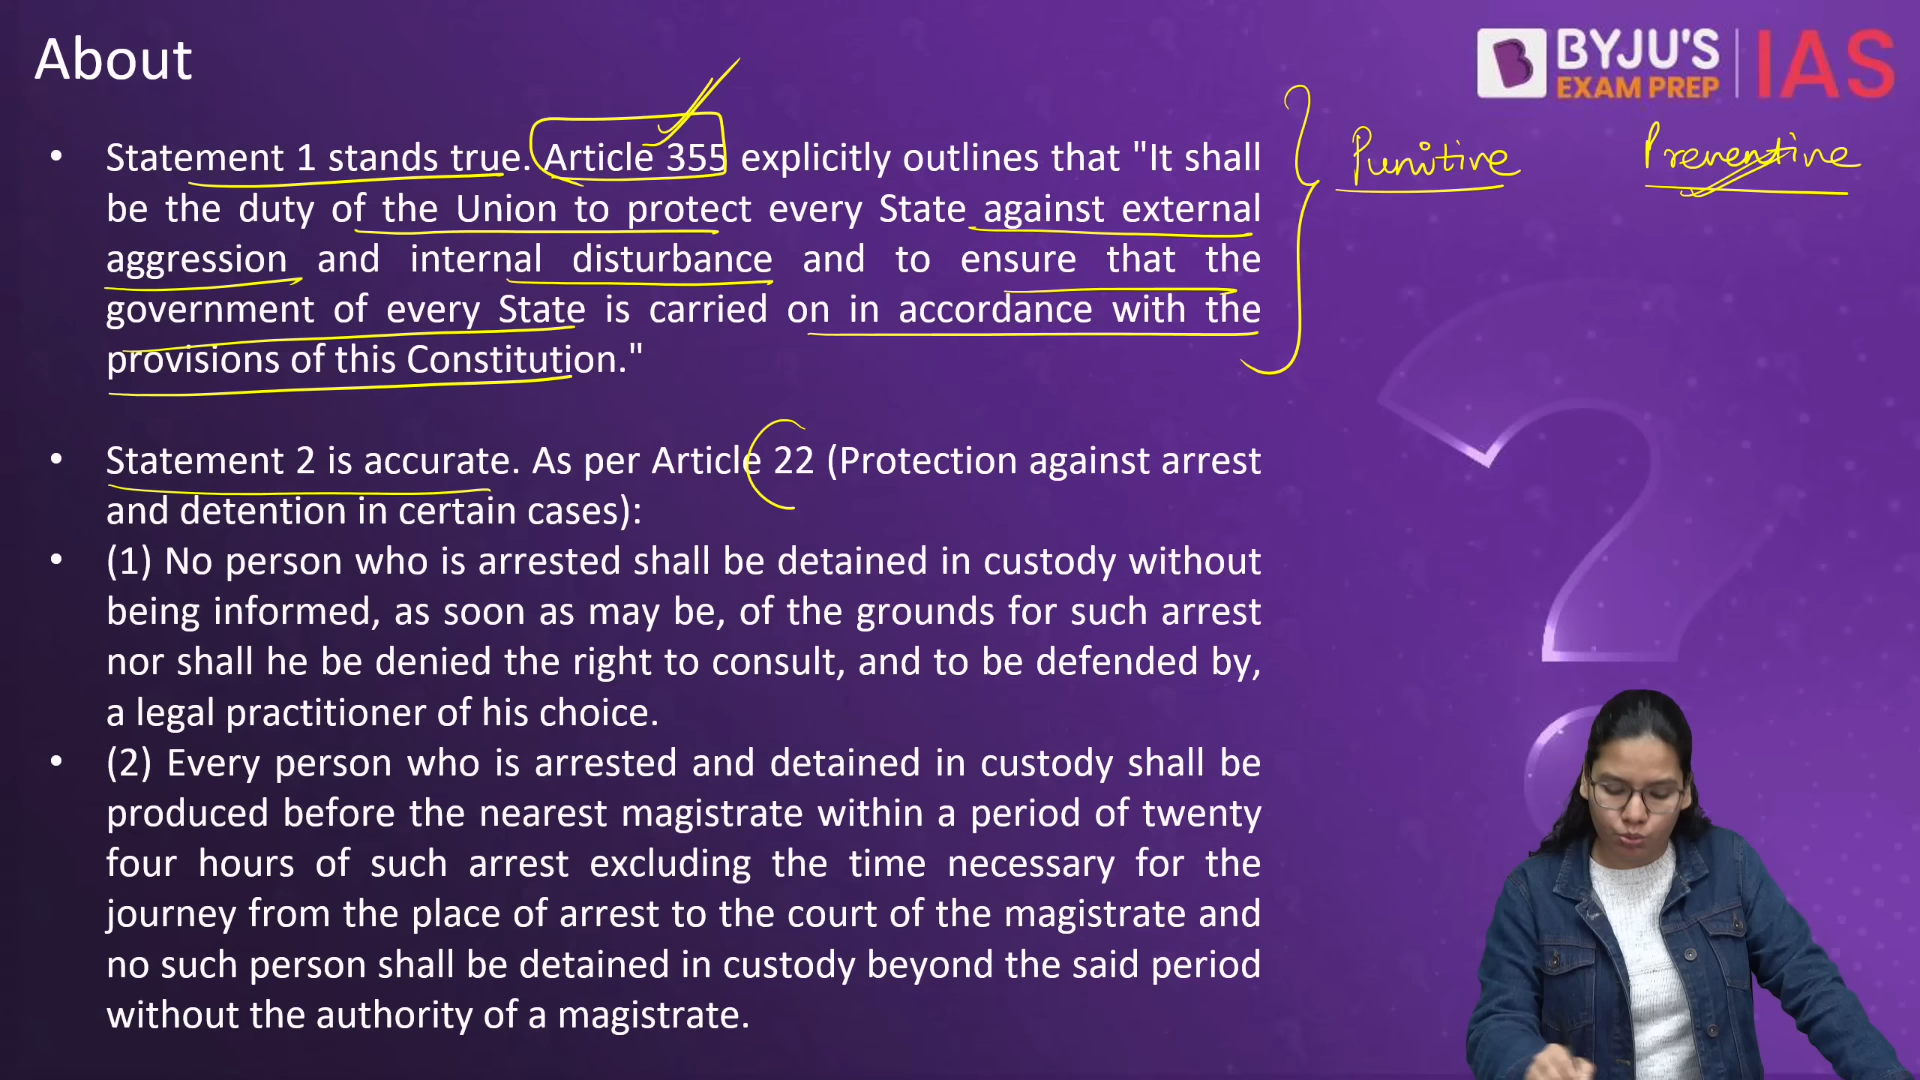 About
BYJU'S
EXAM PREP
IAS
• Statement 1 stands true. Article 355 explicitly outlines that "It shall
be the duty of the Union to protect every State against external
aggression and internal disturbance and to ensure that the
government of every State is carried on in accordance with the
provisions of this Constitution."
Punitive
Preventive
• Statement 2 is accurate. As per Article 22 (Protection against arrest
and detention in certain cases):
• (1) No person who is arrested shall be detained in custody without
being informed, as soon as may be, of the grounds for such arrest
nor shall he be denied the right to consult, and to be defended by,
a legal practitioner of his choice.
• (2) Every person who is arrested and detained in custody shall be
produced before the nearest magistrate within a period of twenty
four hours of such arrest excluding the time necessary for the
journey from the place of arrest to the court of the magistrate and
no such person shall be detained in custody beyond the said period
without the authority of a magistrate.